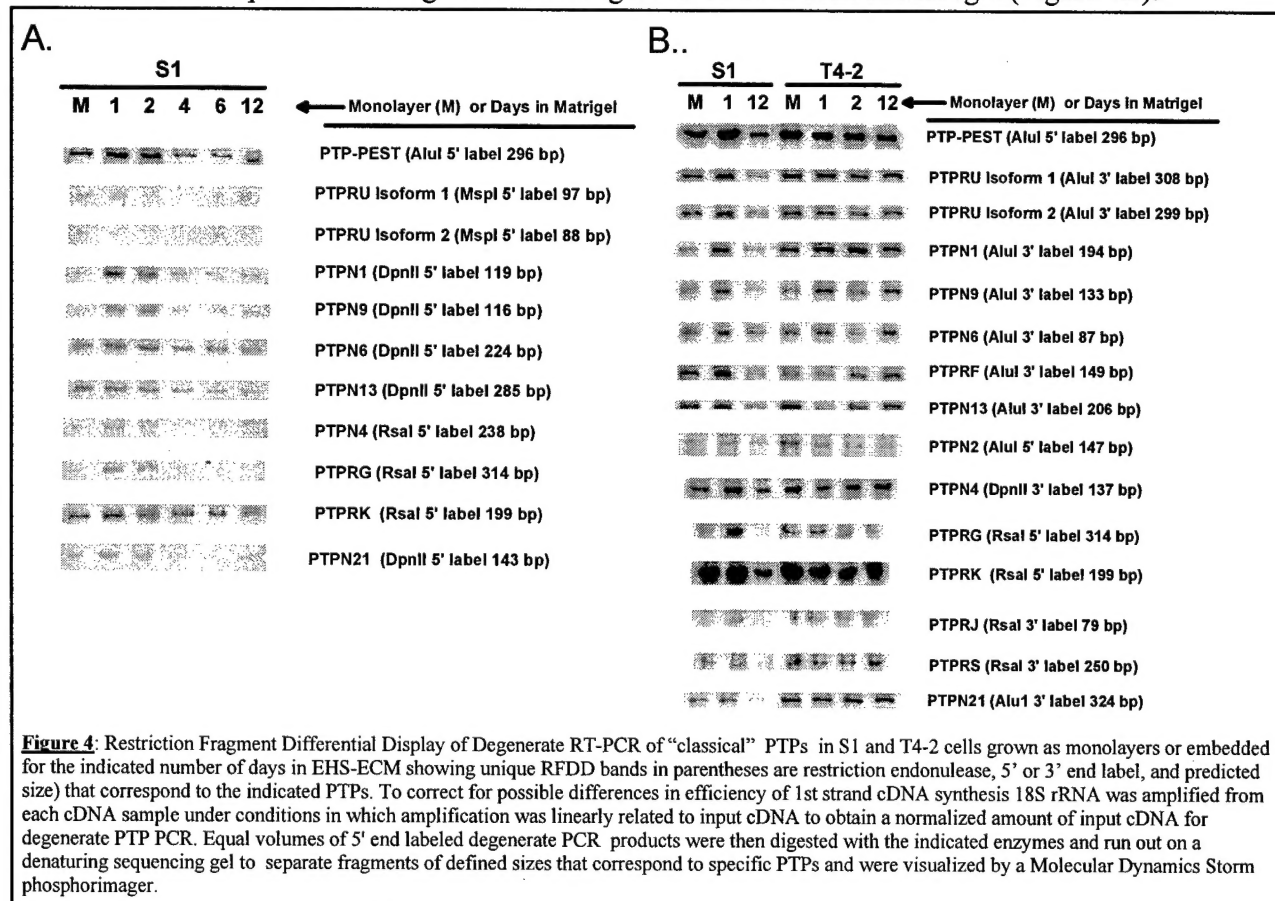 A.
S1
M 1 2 4 6 12
Monolayer (M) or Days in Matrigel
PTP-PEST (AluI 5' label 296 bp)
PTPRU Isoform 1 (MspI 5' label 97 bp)
PTPRU Isoform 2 (MspI 5' label 88 bp)
PTPN1 (DpnII 5' label 119 bp)
PTPN9 (DpnII 5' label 116 bp)
PTPN6 (DpnII 5' label 224 bp)
PTPN13 (DpnII 5' label 285 bp)
PTPN4 (RsaI 5' label 238 bp)
PTPRG (RsaI 5' label 314 bp)
PTPRK (RsaI 5' label 199 bp)
PTPN21 (DpnII 5' label 143 bp)
B..
S1 T4-2
M 1 12 M 1 2 12
Monolayer (M) or Days in Matrigel
PTP-PEST (AluI 5' label 296 bp)
PTPRU Isoform 1 (AluI 3' label 308 bp)
PTPRU Isoform 2 (AluI 3' label 299 bp)
PTPN1 (AluI 3' label 194 bp)
PTPN9 (AluI 3' label 133 bp)
PTPN6 (AluI 3' label 87 bp)
PTPRF (AluI 3' label 149 bp)
PTPN13 (AluI 3' label 206 bp)
PTPN2 (AluI 5' label 147 bp)
PTPN4 (DpnII 3' label 137 bp)
PTPRG (RsaI 5' label 314 bp)
PTPRK (RsaI 5' label 199 bp)
PTPRJ (RsaI 3' label 79 bp)
PTPRS (RsaI 3' label 250 bp)
PTPN21 (Alu1 3' label 324 bp)
Figure 4: Restriction Fragment Differential Display of Degenerate RT-PCR of "classical" PTPs in S1 and T4-2 cells grown as monolayers or embedded
for the indicated number of days in EHS-ECM showing unique RFDD bands in parentheses are restriction endonulease, 5' or 3' end label, and predicted
size) that correspond to the indicated PTPs. To correct for possible differences in efficiency of 1st strand cDNA synthesis 18S rRNA was amplified from
each cDNA sample under conditions in which amplification was linearly related to input cDNA to obtain a normalized amount of input cDNA for
degenerate PTP PCR. Equal volumes of 5' end labeled degenerate PCR products were then digested with the indicated enzymes and run out on a
denaturing sequencing gel to separate fragments of defined sizes that correspond to specific PTPs and were visualized by a Molecular Dynamics Storm
phosphorimager.